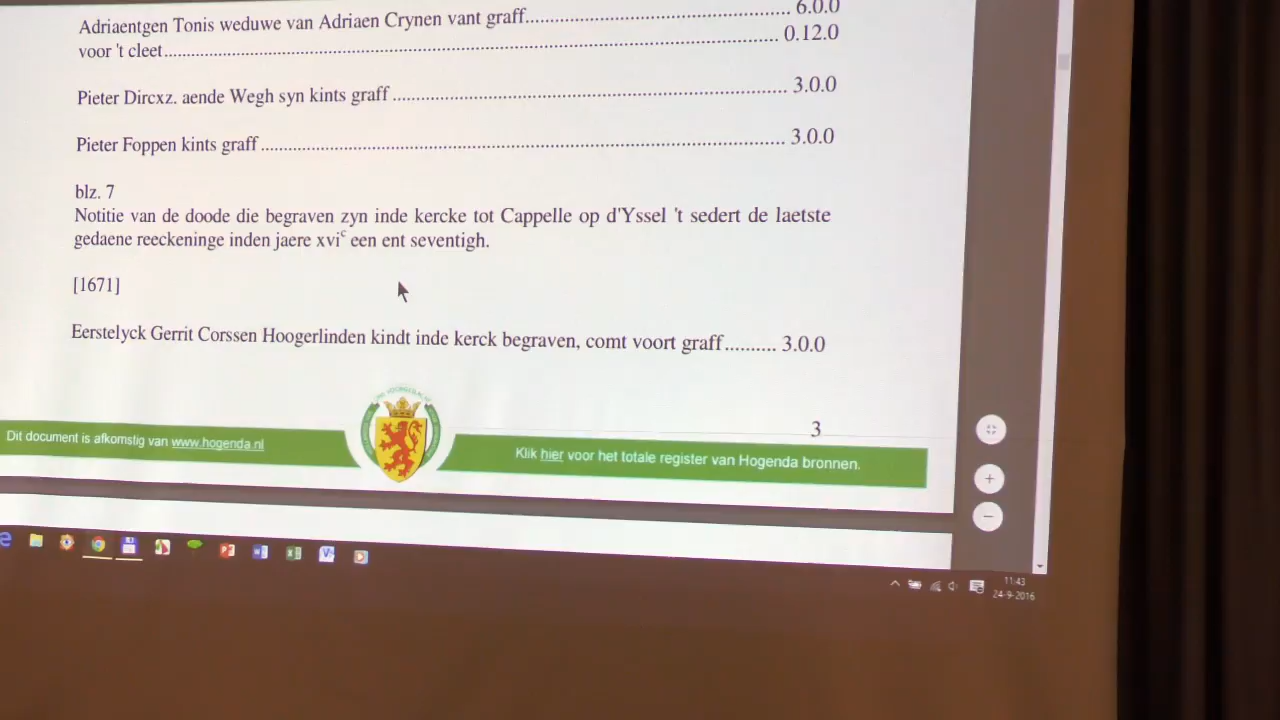 Adriaentgen Tonis weduwe van Adriaen Crynen vant graff.......................................................... 6.0.0
voor 't cleet.................................................................................................................................... 0.12.0
Pieter Dircxz. aende Wegh syn kints graff ..................................................................................... 3.0.0
Pieter Foppen kints graff ................................................................................................................. 3.0.0
blz. 7
Notitie van de doode die begraven zyn inde kercke tot Cappelle op d'Yssel 't sedert de laetste
gedaene reeckeninge inden jaere xviᶜ een ent seventigh.
[1671]
Eerstelyck Gerrit Corssen Hoogerlinden kindt inde kerck begraven, comt voort graff.......... 3.0.0
3
Dit document is afkomstig van www.hogenda.nl
Klik hier voor het totale register van Hogenda bronnen.
11:43
24-9-2016